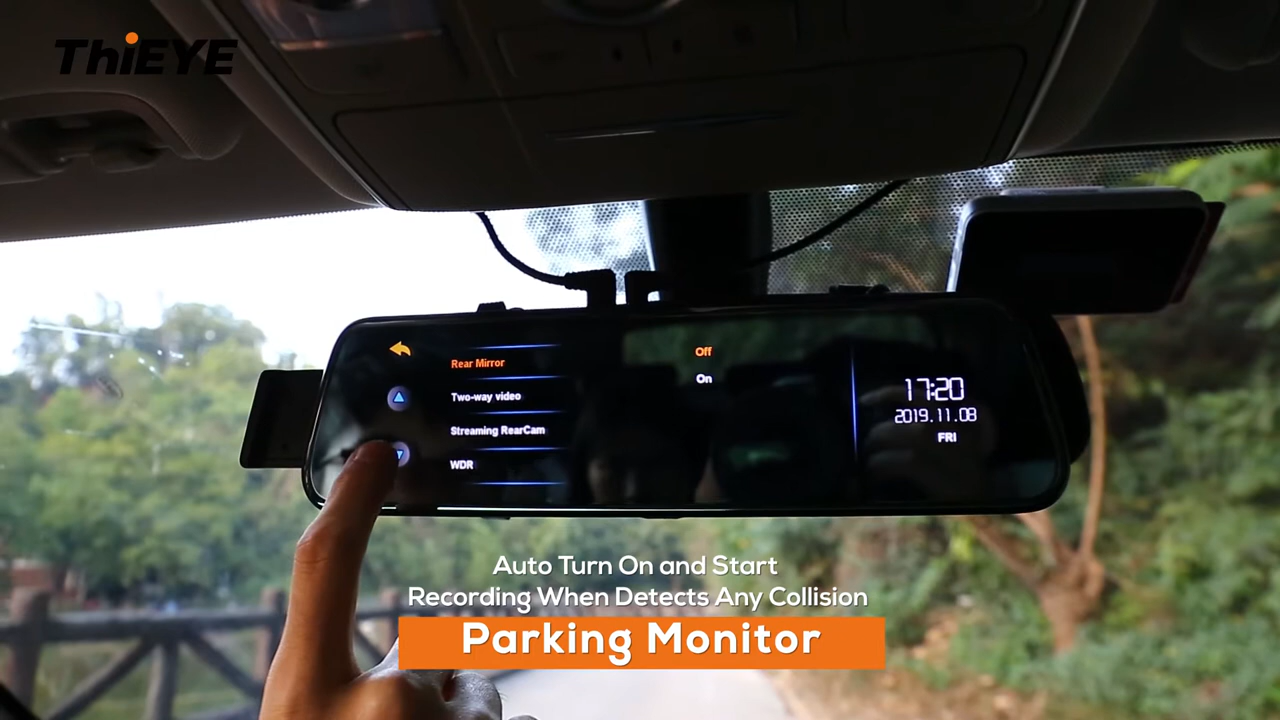 ThiEYE
Rear Mirror
Two-way video
Streaming RearCam
WDR
Off
On
17:20
2019.11.08
FRI
Auto Turn On and Start
Recording When Detects Any Collision
Parking Monitor